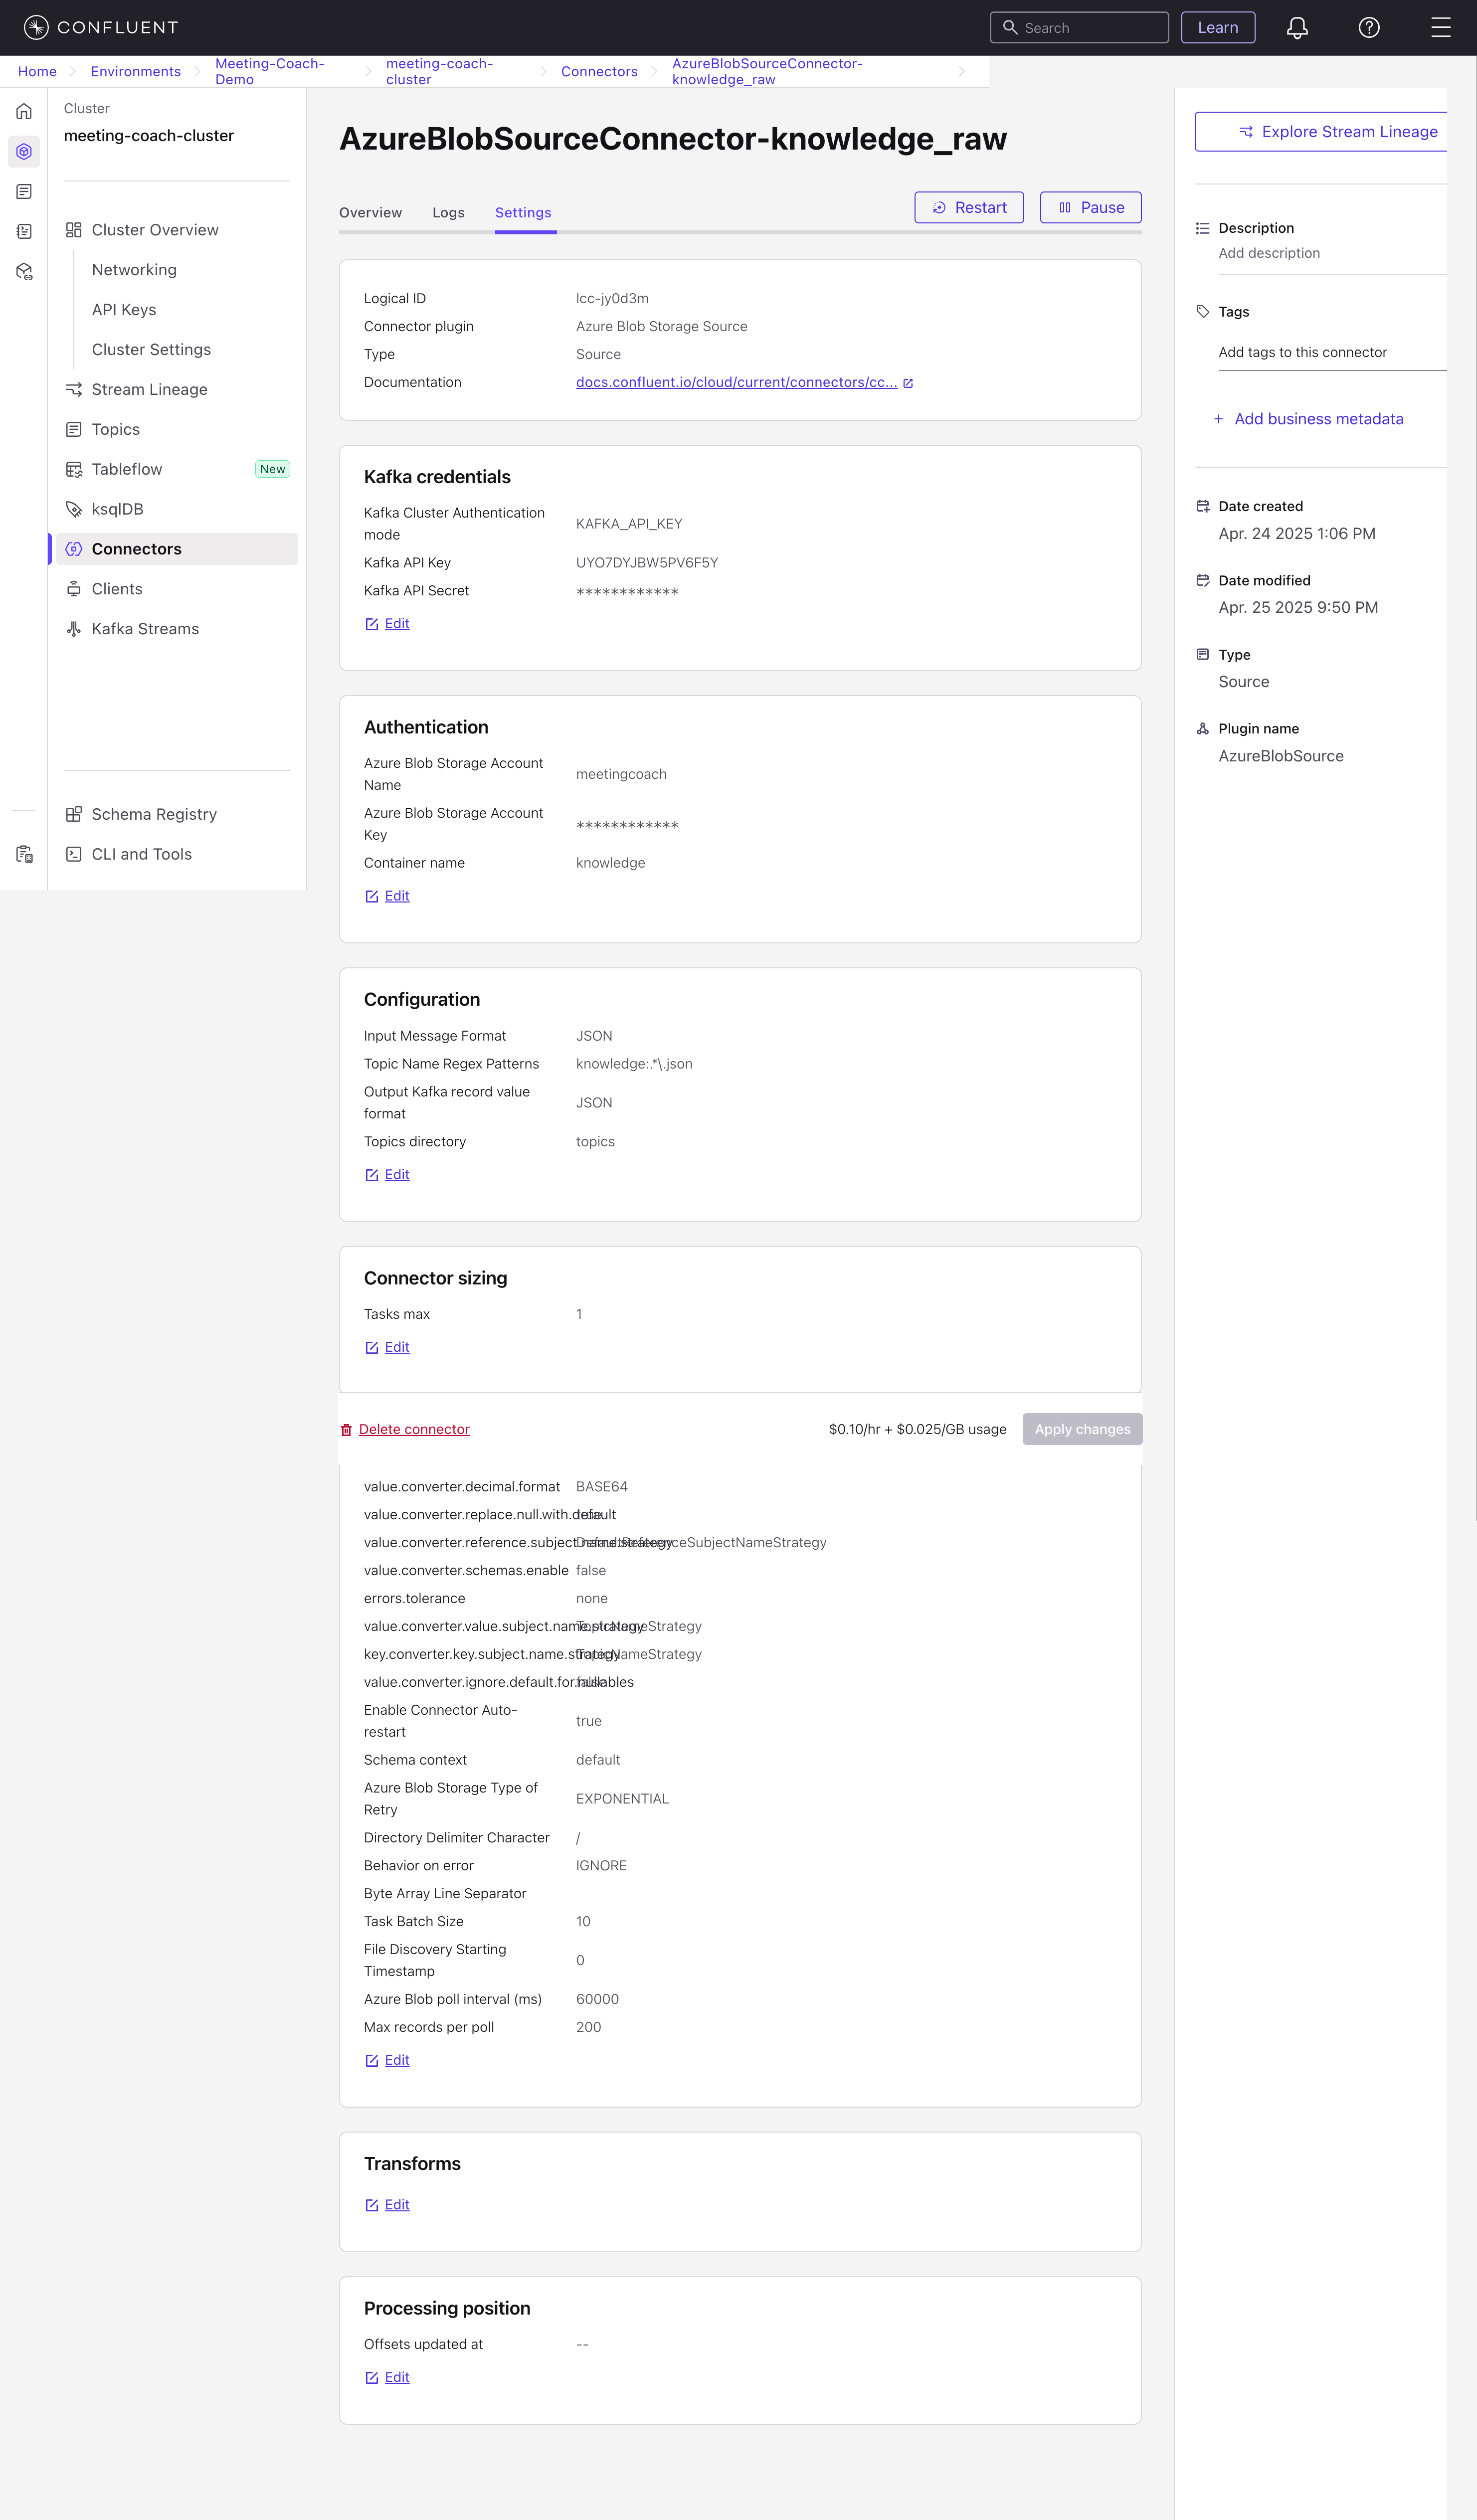 CONFLUENT
Search
Learn
Home
Environments
Meeting-Coach-
Demo
meeting-coach-
cluster
Connectors
AzureBlobSourceConnector-
knowledge_raw
Cluster
meeting-coach-cluster
Cluster Overview
Networking
API Keys
Cluster Settings
Stream Lineage
Topics
Tableflow New
ksqlDB
Connectors
Clients
Kafka Streams
Schema Registry
CLI and Tools
AzureBlobSourceConnector-knowledge_raw
Overview Logs Settings
Restart Pause
Logical ID lcc-jy0d3m
Connector plugin Azure Blob Storage Source
Type Source
Documentation docs.confluent.io/cloud/current/connectors/cc...
Kafka credentials
Kafka Cluster Authentication
mode KAFKA_API_KEY
Kafka API Key UYO7DYJBW5PV6F5Y
Kafka API Secret ************
Edit
Authentication
Azure Blob Storage Account
Name meetingcoach
Azure Blob Storage Account
Key ************
Container name knowledge
Edit
Configuration
Input Message Format JSON
Topic Name Regex Patterns knowledge:.*\.json
Output Kafka record value
format JSON
Topics directory topics
Edit
Connector sizing
Tasks max 1
Edit
Delete connector $0.10/hr + $0.025/GB usage Apply changes
value.converter.decimal.format BASE64
value.converter.replace.null.with.default true
value.converter.reference.subject.name.strategy DefaultReferenceSubjectNameStrategy
value.converter.schemas.enable false
errors.tolerance none
value.converter.value.subject.name.strategy TopicNameStrategy
key.converter.key.subject.name.strategy TopicNameStrategy
value.converter.ignore.default.for.nullables false
Enable Connector Auto-
restart true
Schema context default
Azure Blob Storage Type of
Retry EXPONENTIAL
Directory Delimiter Character /
Behavior on error IGNORE
Byte Array Line Separator
Task Batch Size 10
File Discovery Starting
Timestamp 0
Azure Blob poll interval (ms) 60000
Max records per poll 200
Edit
Transforms
Edit
Processing position
Offsets updated at --
Edit
Explore Stream Lineage
Description
Add description
Tags
Add tags to this connector
+ Add business metadata
Date created
Apr. 24 2025 1:06 PM
Date modified
Apr. 25 2025 9:50 PM
Type
Source
Plugin name
AzureBlobSource